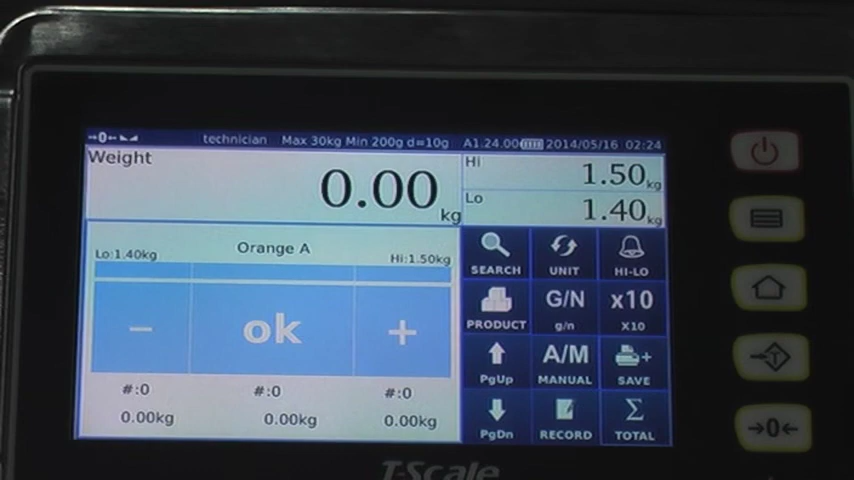 →0← technician Max 30kg Min 200g d=10g A1.24.00 2014/05/16 02:24
Weight
0.00 kg
Hi
1.50 kg
Lo
1.40 kg
Lo:1.40kg Orange A Hi:1.50kg
− ok +
#:0 #:0 #:0
0.00kg 0.00kg 0.00kg
SEARCH UNIT HI-LO
G/N x10
PRODUCT g/n X10
A/M +
PgUp MANUAL SAVE
Σ
PgDn RECORD TOTAL
→0←
T-Scale